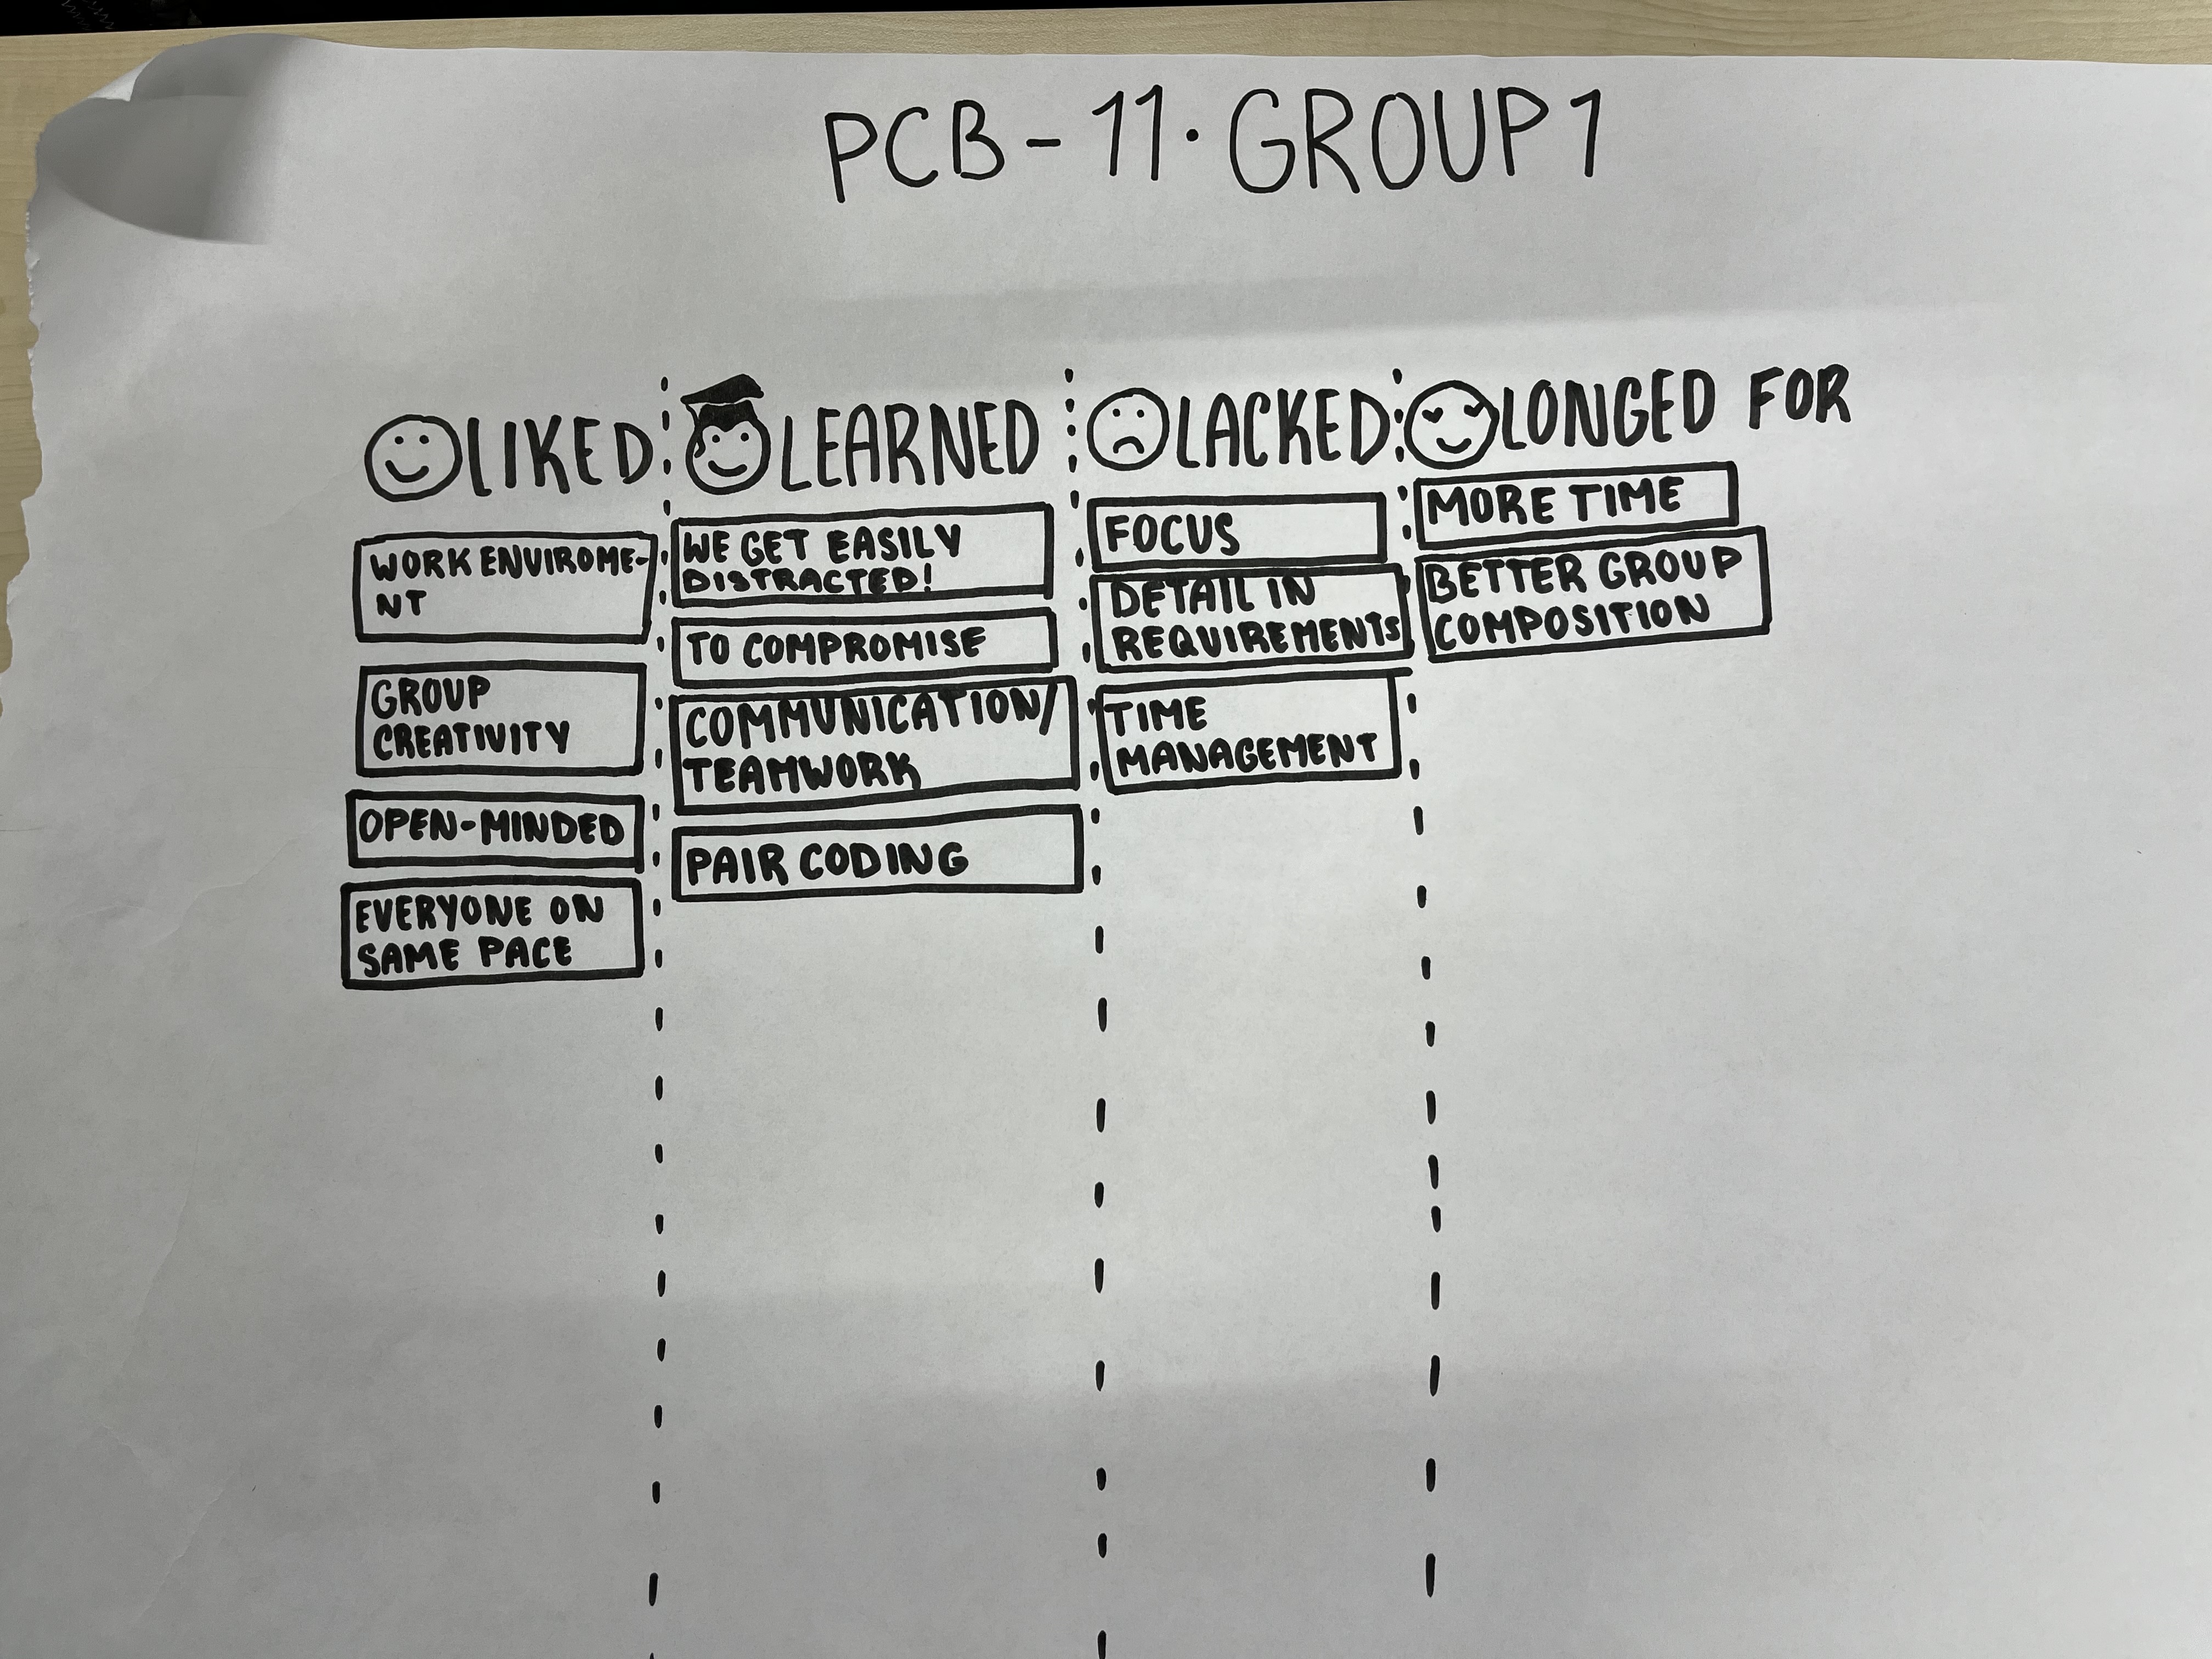 PCB-11·GROUP 1
LIKED
WORK ENVIROME-
NT
GROUP
CREATIVITY
OPEN-MINDED
EVERYONE ON
SAME PACE
LEARNED
WE GET EASILY
DISTRACTED!
TO COMPROMISE
COMMUNICATION/
TEAMWORK
PAIR CODING
LACKED
FOCUS
DETAIL IN
REQUIREMENTS
TIME
MANAGEMENT
LONGED FOR
MORE TIME
BETTER GROUP
COMPOSITION